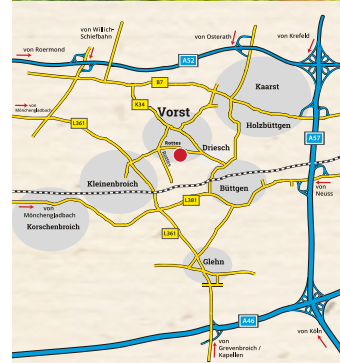 von Willich-
Schiefbahn
von Osterath
von Krefeld
von Roermond
A52
B7
Kaarst
K34
von
Mönchengladbach
L361
Vorst
Holzbüttgen
A57
Rottes
Driesch
Rottes
Kleinenbroich
Büttgen
von
Neuss
L381
von
Mönchengladbach
Korschenbroich
L361
Glehn
A46
von
Grevenbroich /
Kapellen
von Köln